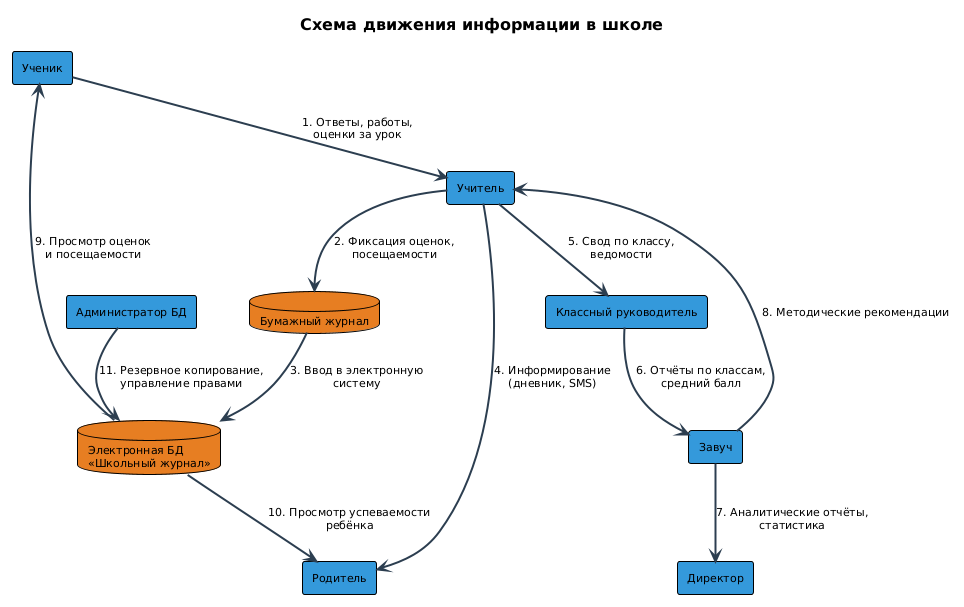 Схема движения информации в школе
Ученик
1. Ответы, работы,
оценки за урок
Учитель
9. Просмотр оценок
и посещаемости
2. Фиксация оценок,
посещаемости
5. Свод по классу,
ведомости
Администратор БД
Бумажный журнал
Классный руководитель
8. Методические рекомендации
11. Резервное копирование,
управление правами
3. Ввод в электронную
систему
4. Информирование
(дневник, SMS)
6. Отчёты по классам,
средний балл
Электронная БД
«Школьный журнал»
Завуч
10. Просмотр успеваемости
ребёнка
7. Аналитические отчёты,
статистика
Родитель
Директор